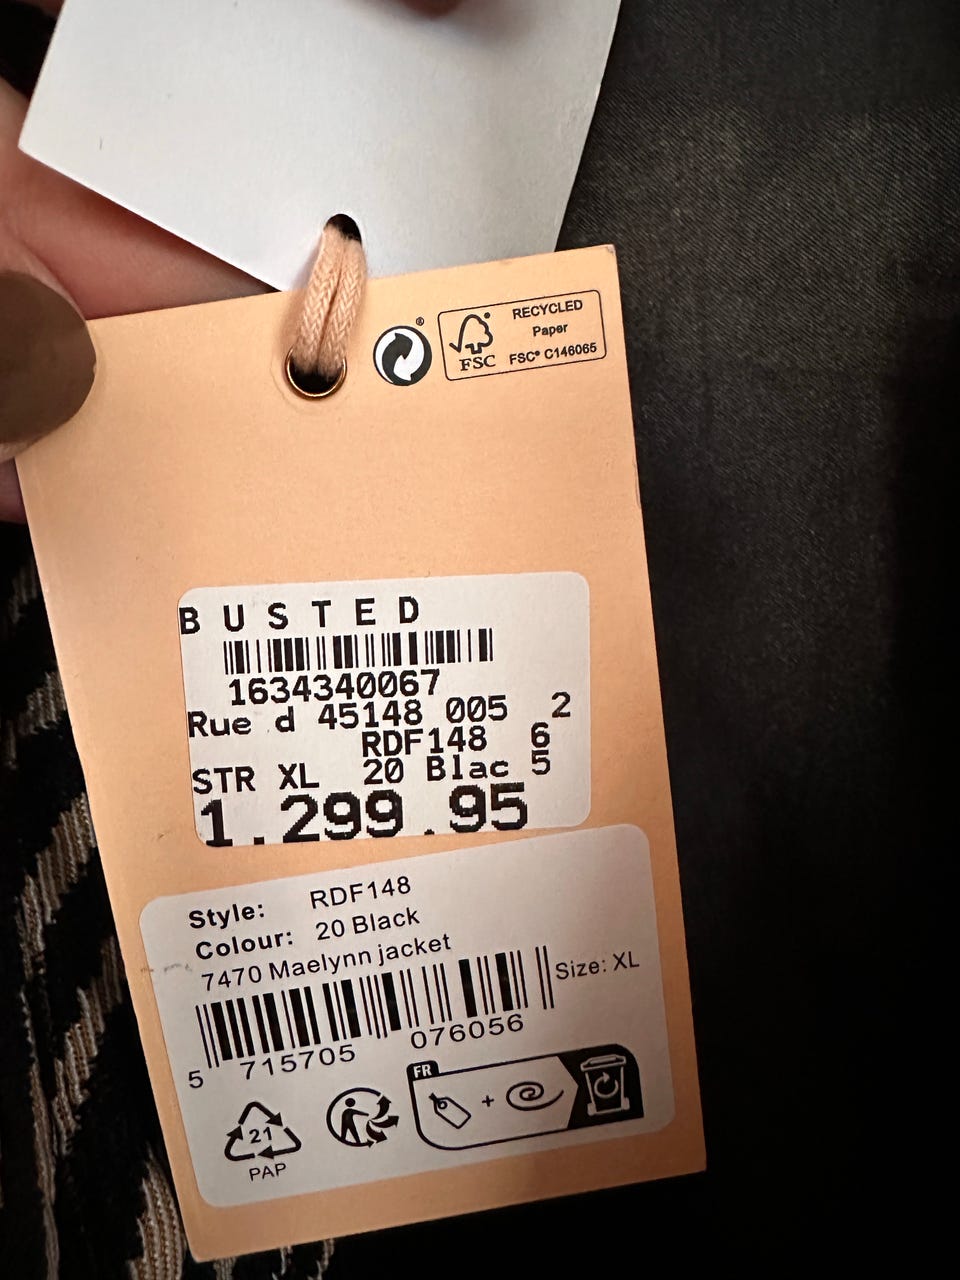 ®
RECYCLED
Paper
FSC® C146065
FSC
BUSTED
1634340067
Rue d 45148 005 2
RDF148 6
STR XL 20 Blac 5
1.299.95
Style: RDF148
Colour: 20 Black
7470 Maelynn jacket
Size: XL
5 715705 076056
FR
21
PAP
+